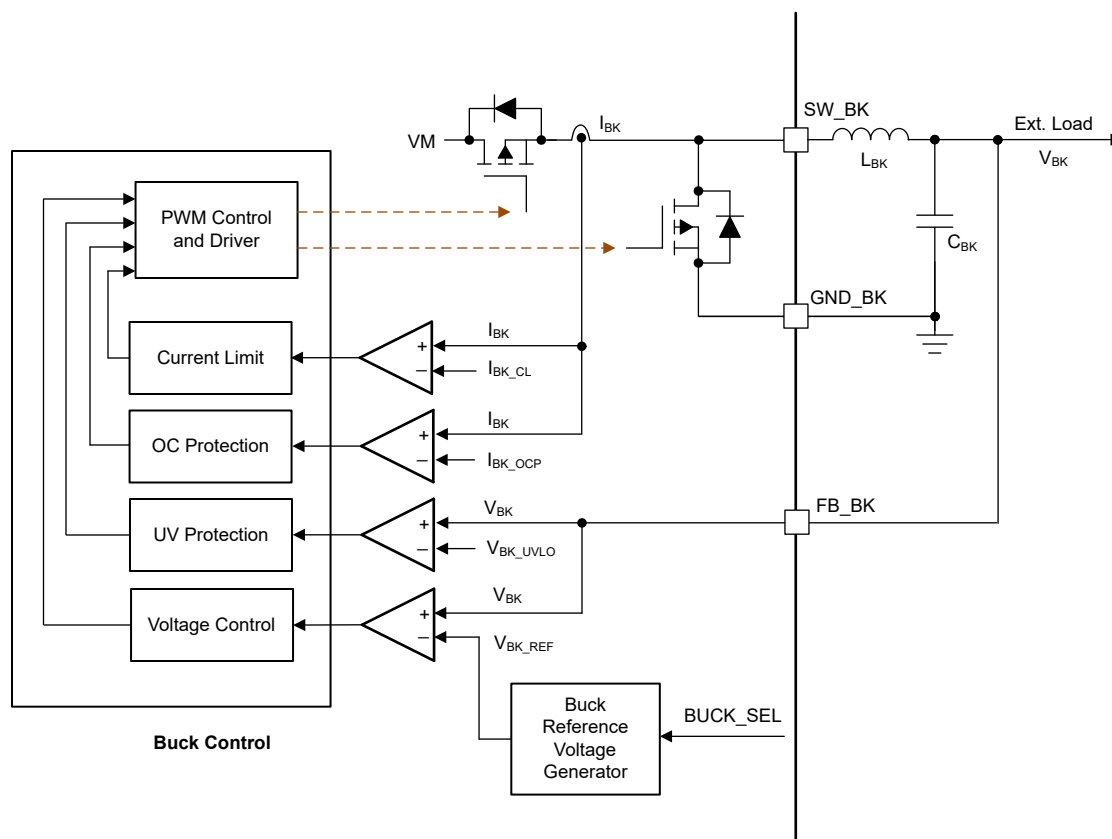 SW_BK
I_BK
Ext. Load
VM
L_BK
V_BK
PWM Control
and Driver
C_BK
GND_BK
I_BK
+
−
Current Limit
I_BK_CL
I_BK
+
−
OC Protection
I_BK_OCP
FB_BK
V_BK
+
−
UV Protection
V_BK_UVLO
V_BK
+
−
Voltage Control
V_BK_REF
Buck
Reference
Voltage
Generator
BUCK_SEL
Buck Control